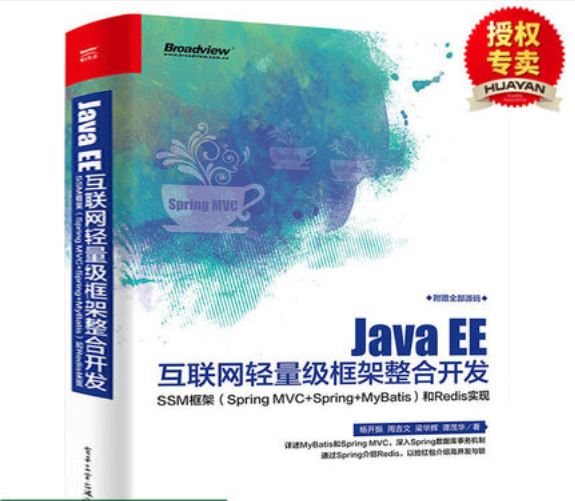 Broadview®
授权
专卖
HUAYAN
Java EE
互联网轻量级框架整合开发
SSM框架（Spring MVC+Spring+MyBatis）和Redis实现
Spring MVC
附赠全部源码
Java EE
互联网轻量级框架整合开发
SSM框架（Spring MVC+Spring+MyBatis）和Redis实现
杨开振 周吉文 梁华辉 谭茂华 / 著
详述MyBatis和Spring MVC，深入Spring数据库事务机制
通过Spring介绍Redis，以抢红包介绍高并发与锁